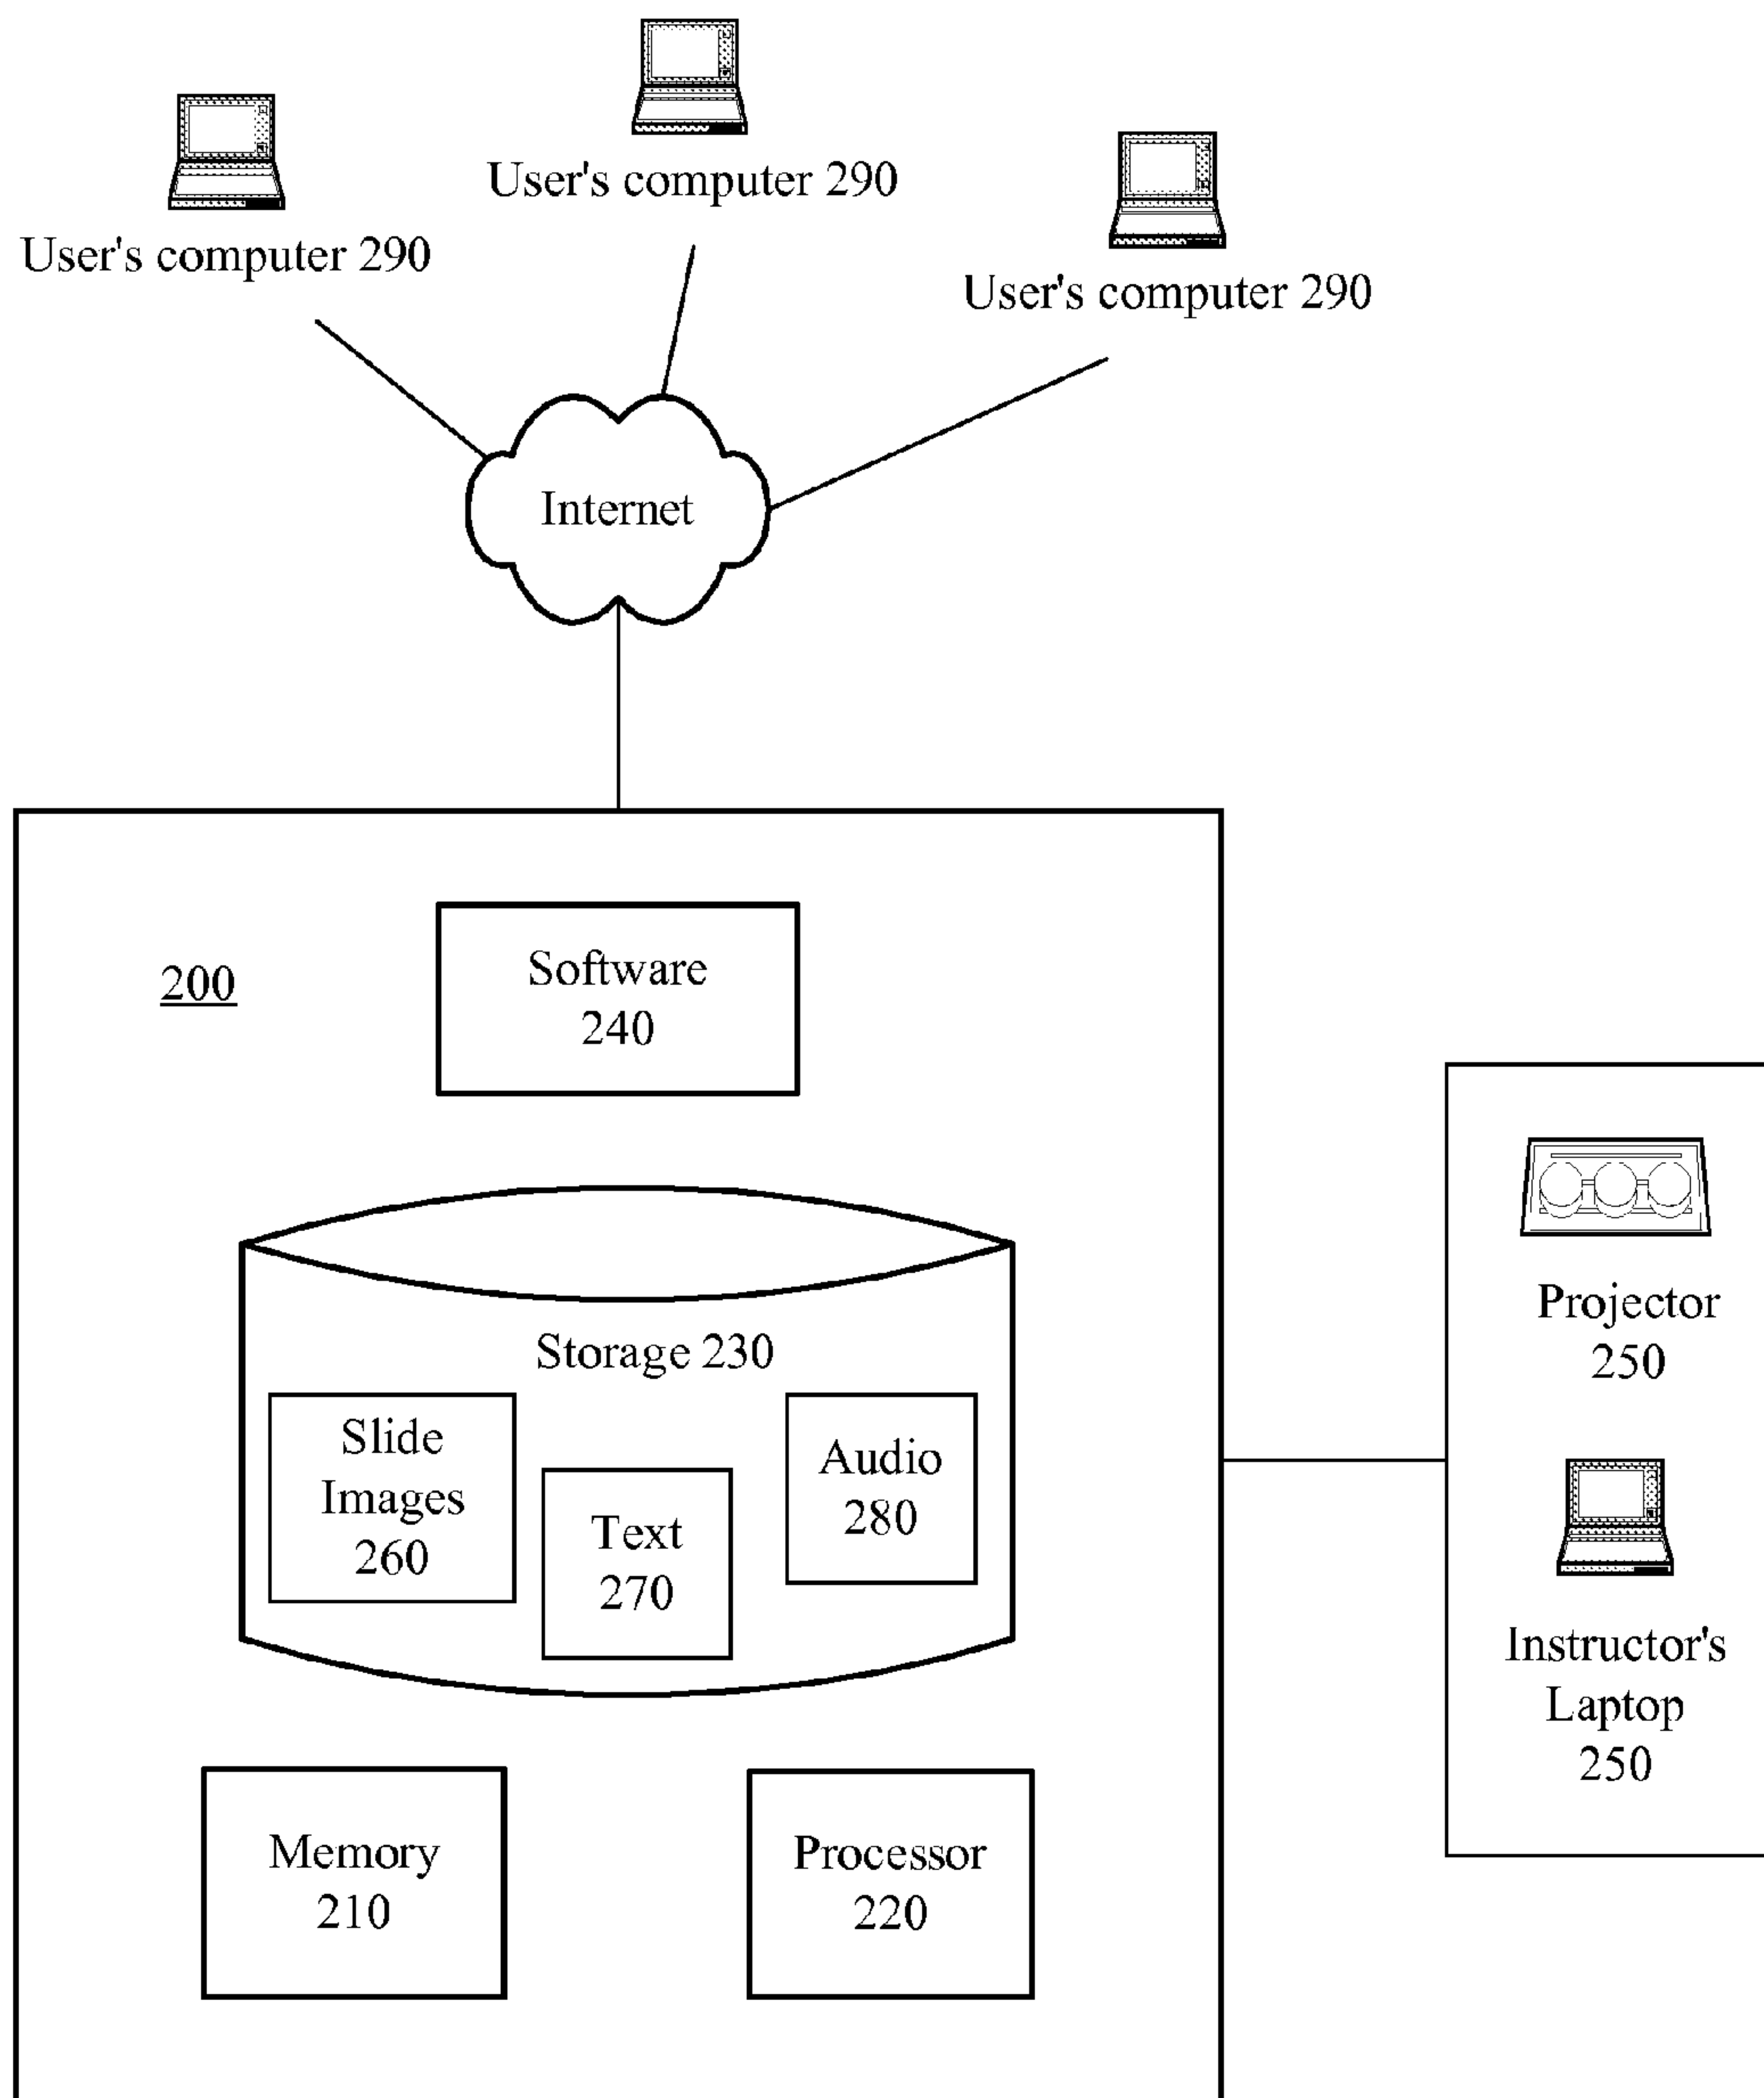 User's computer 290
User's computer 290
User's computer 290
Internet
200
Software
240
Storage 230
Slide
Images
260
Text
270
Audio
280
Memory
210
Processor
220
Projector
250
Instructor's
Laptop
250